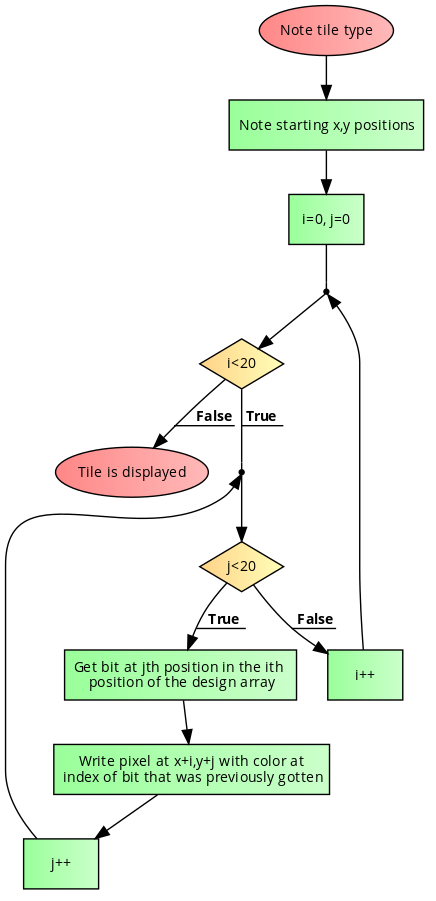 Note tile type
Note starting x,y positions
i=0, j=0
i<20
False
True
Tile is displayed
j<20
True
False
Get bit at jth position in the ith
position of the design array
i++
Write pixel at x+i,y+j with color at
index of bit that was previously gotten
j++